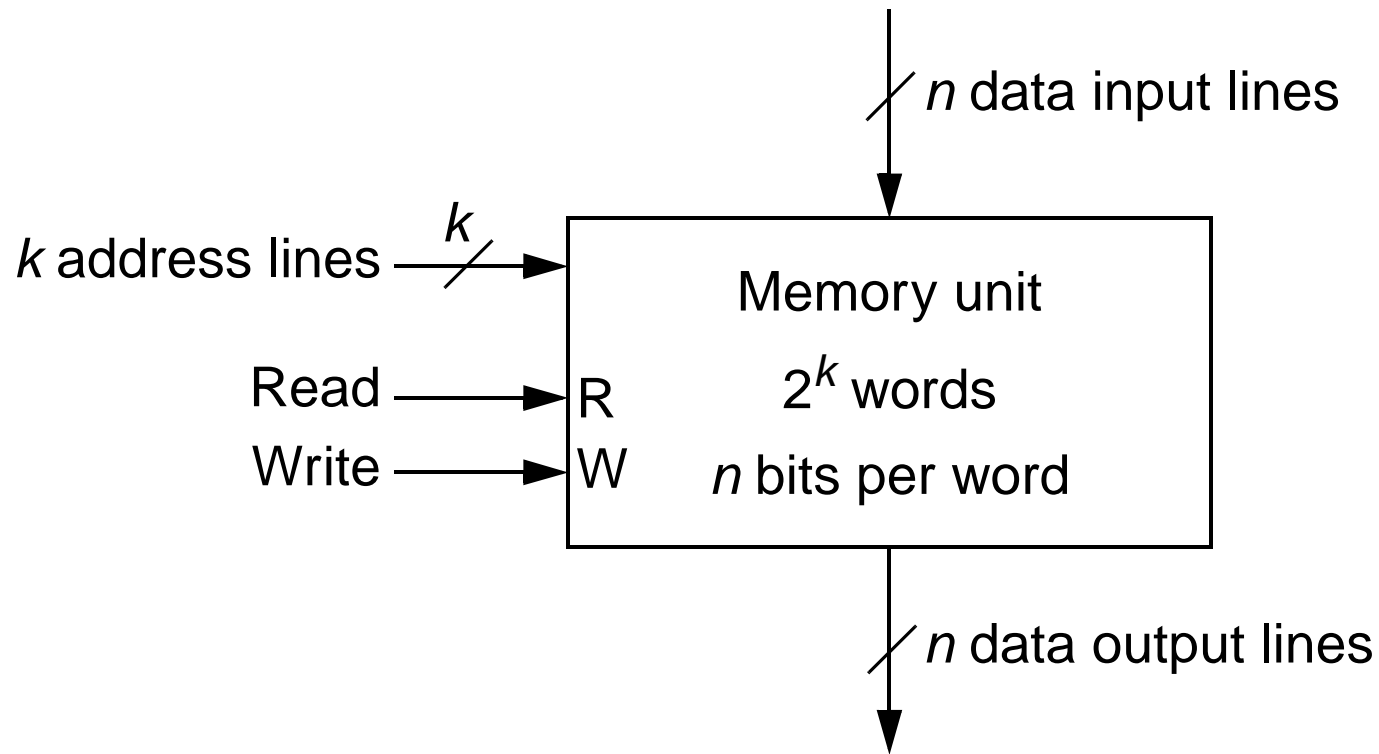 n data input lines
k
k address lines
Memory unit
Read
R
2^k words
Write
W
n bits per word
n data output lines